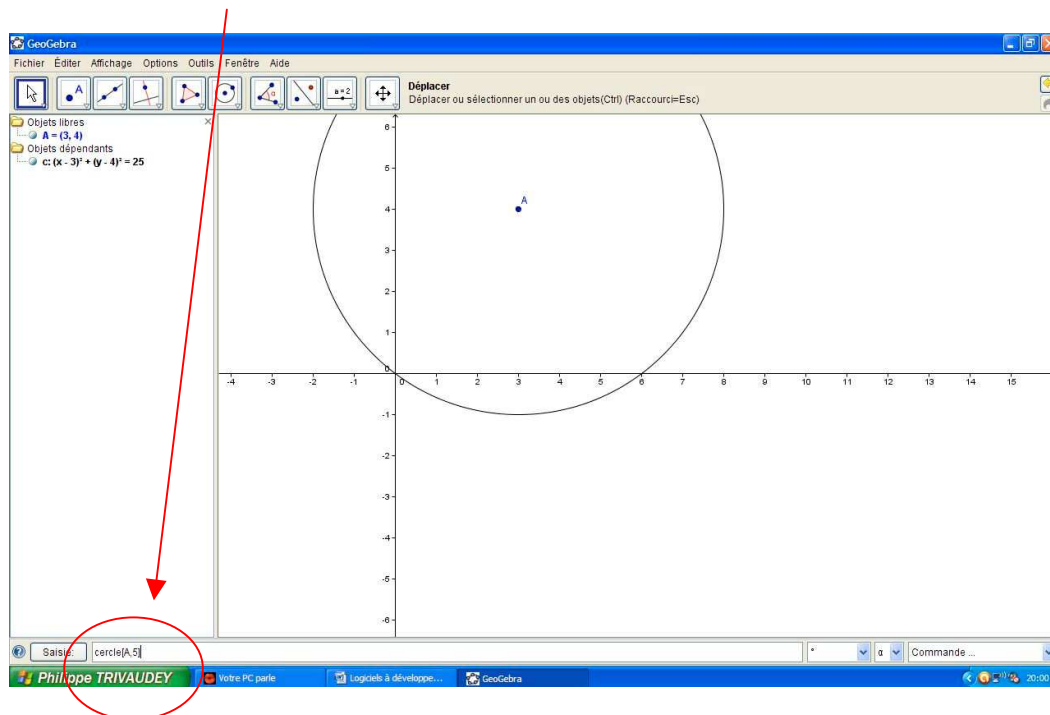 GeoGebra
Fichier Éditer Affichage Options Outils Fenêtre Aide
A
α
a=2
Déplacer
Déplacer ou sélectionner un ou des objets(Ctrl) (Raccourci=Esc)
Objets libres
A = (3, 4)
Objets dépendants
c: (x - 3)² + (y - 4)² = 25
6
5
A
4
3
2
1
0
-4 -3 -2 -1 0 1 2 3 4 5 6 7 8 9 10 11 12 13 14 15
-1
-2
-3
-4
-5
-6
Saisie: cercle[A,5] ° α Commande ...
Philippe TRIVAUDEY Votre PC parle Logiciels à développe... GeoGebra 20:00